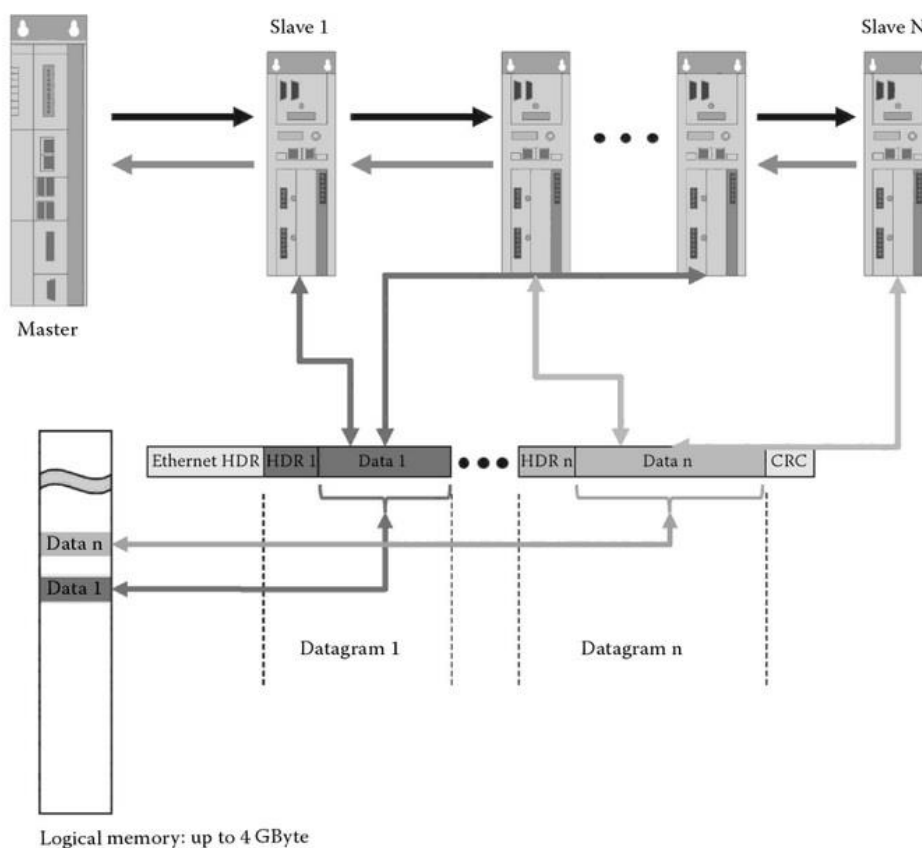 Slave 1
Slave N
Master
Ethernet HDR HDR 1 Data 1 HDR n Data n CRC
Data n
Data 1
Datagram 1
Datagram n
Logical memory: up to 4 GByte